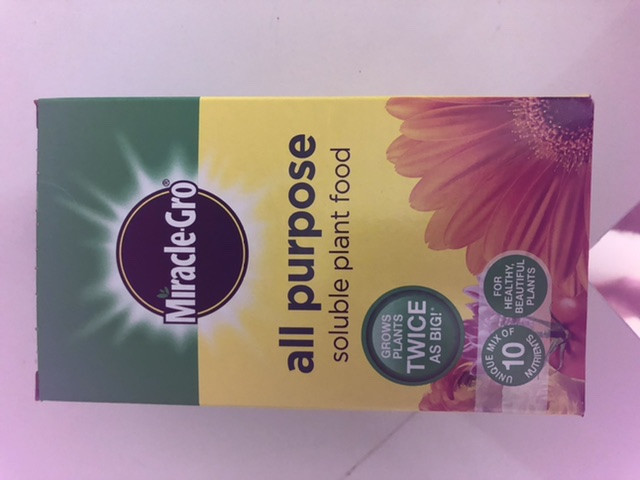 Miracle-Gro®
all purpose
soluble plant food
GROWS
PLANTS
TWICE
AS BIG!*
FOR
HEALTHY,
BEAUTIFUL
PLANTS
UNIQUE MIX OF
10
NUTRIENTS